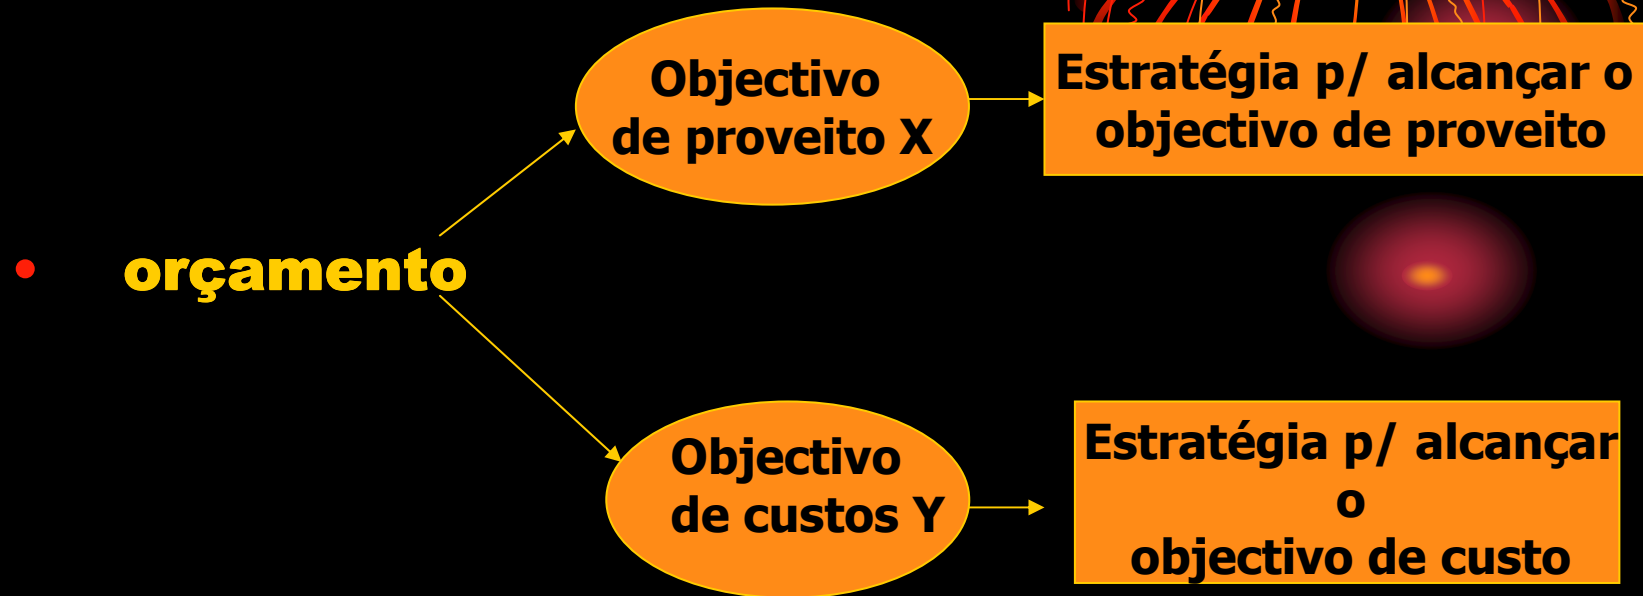 Objectivo
de proveito X
Estratégia p/ alcançar o
objectivo de proveito
• orçamento
Objectivo
de custos Y
Estratégia p/ alcançar
o
objectivo de custo